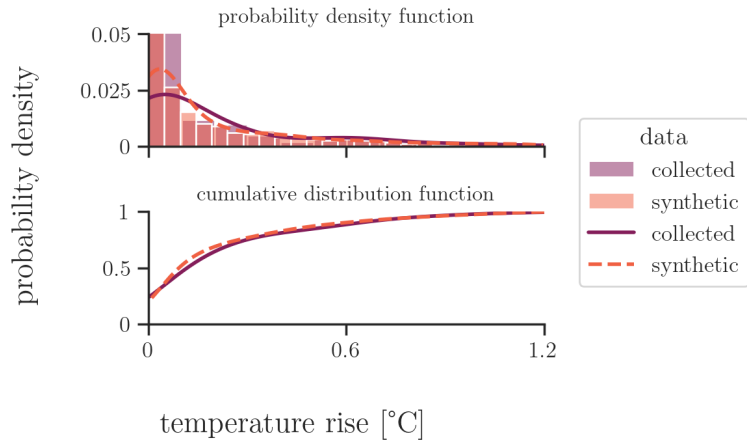 probability density function
0.05
0.025
0
cumulative distribution function
1
0.5
0
0
0.6
1.2
probability density
temperature rise [°C]
data
collected
synthetic
collected
synthetic